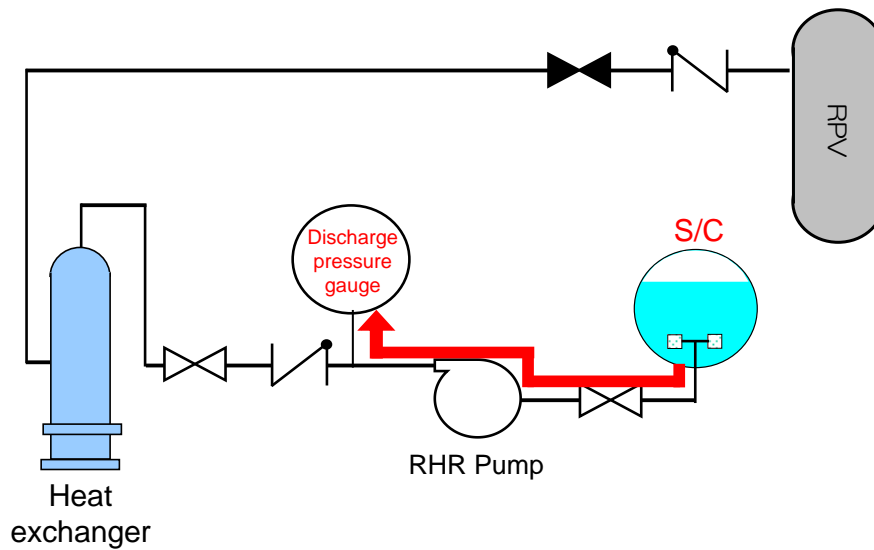 RPV
S/C
Discharge
pressure
gauge
RHR Pump
Heat
exchanger